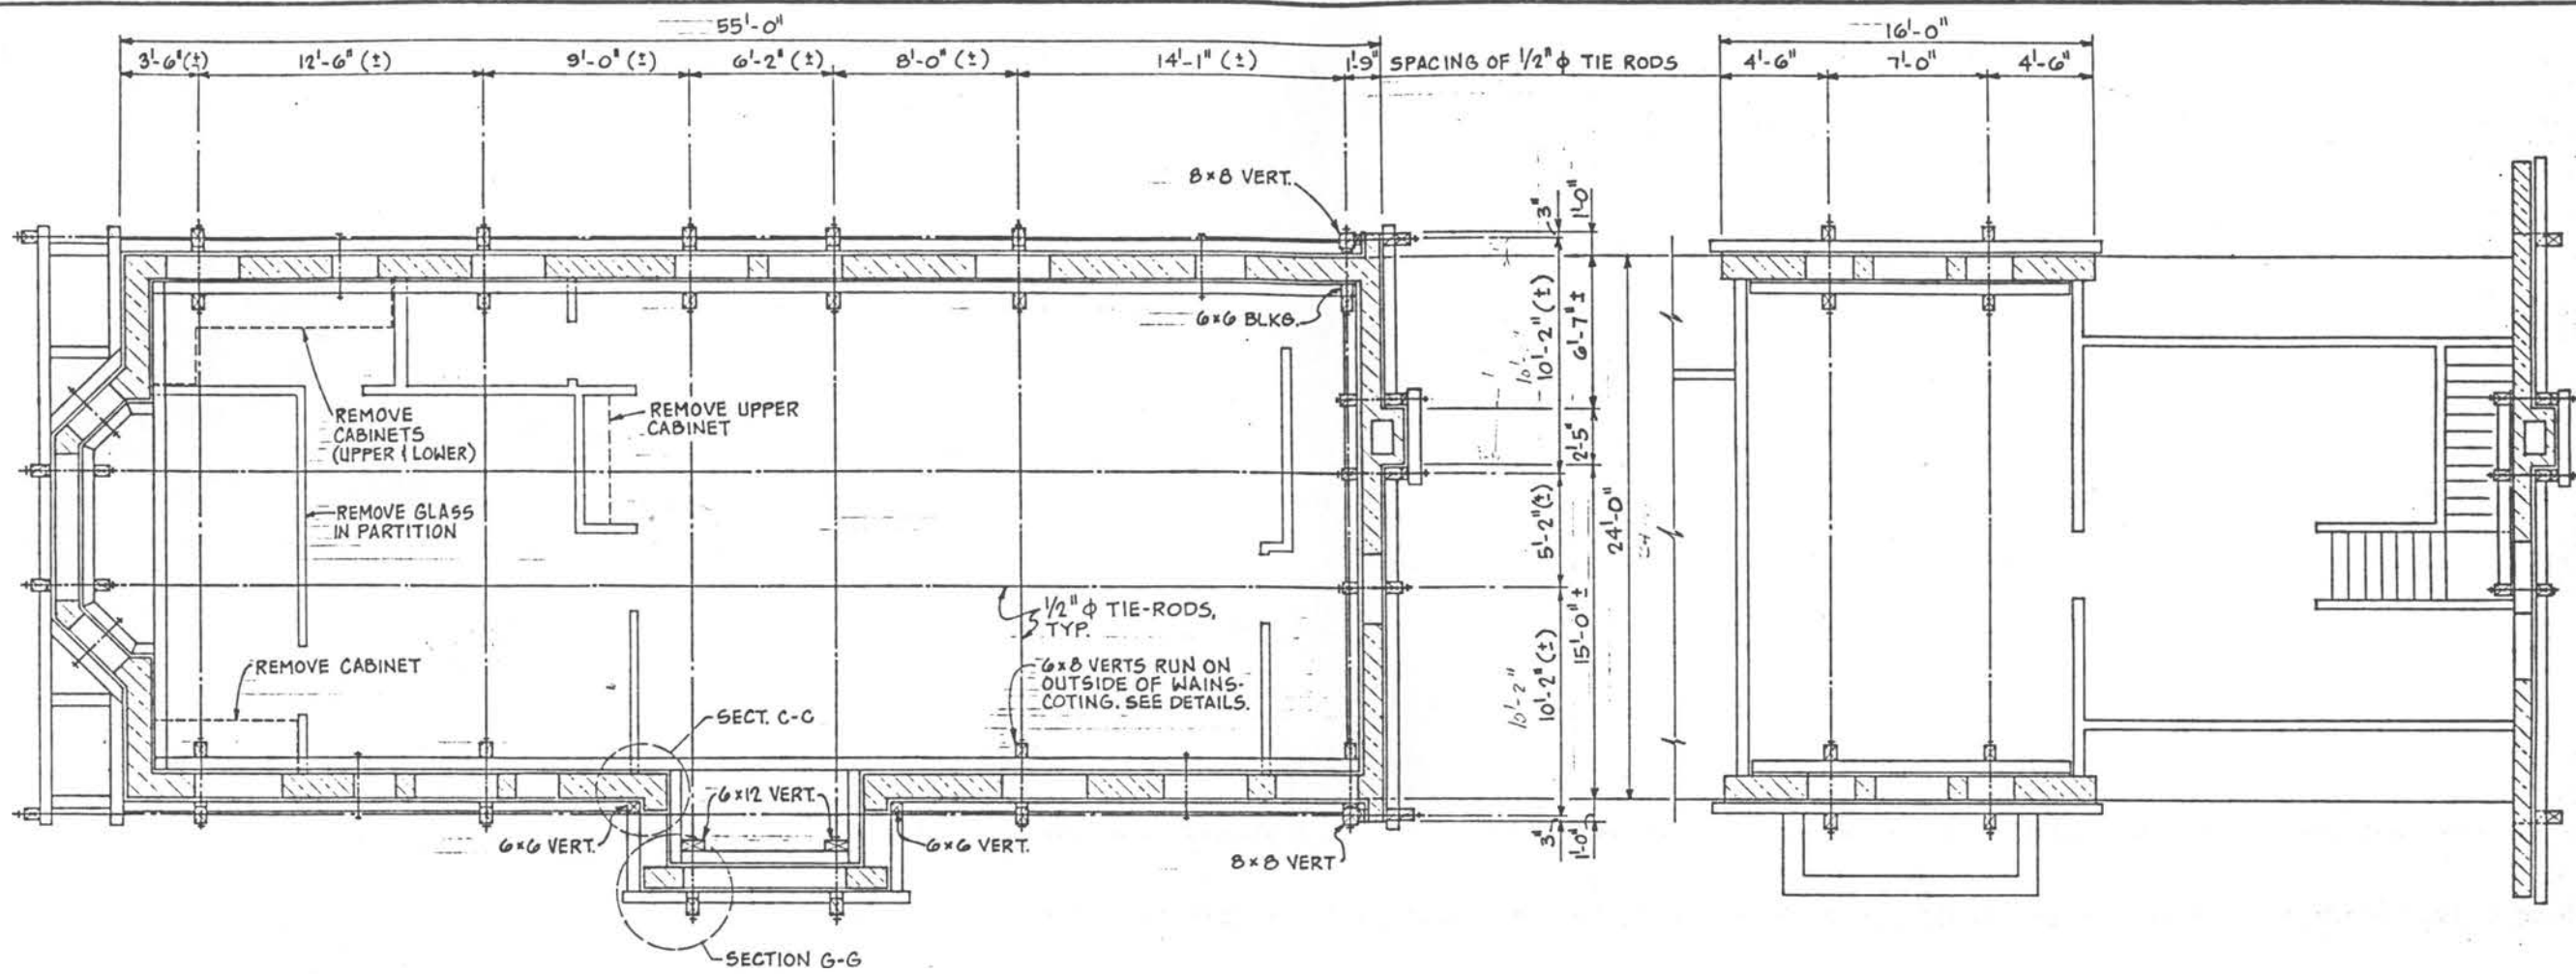 55'-0"
16'-0"
3'-6"(±) 12'-6" (±) 9'-0" (±) 6'-2" (±) 8'-0" (±) 14'-1" (±) 1'-9" SPACING OF 1/2" ϕ TIE RODS 4'-6" 7'-0" 4'-6"
8×8 VERT.
3"
1'-0"
6×6 BLKG.
10'-2" (±)
6'-7" ±
REMOVE
CABINETS
(UPPER & LOWER)
REMOVE UPPER
CABINET
2'-5"
REMOVE GLASS
IN PARTITION
5'-2" (±)
24'-0"
1/2" ϕ TIE-RODS,
TYP.
REMOVE CABINET
6×8 VERTS RUN ON
OUTSIDE OF WAINS-
COTING. SEE DETAILS.
10'-2"
10'-2" (±)
15'-0" ±
SECT. C-C
6×12 VERT.
6×6 VERT.
6×6 VERT.
8×8 VERT
3"
1'-0"
SECTION G-G